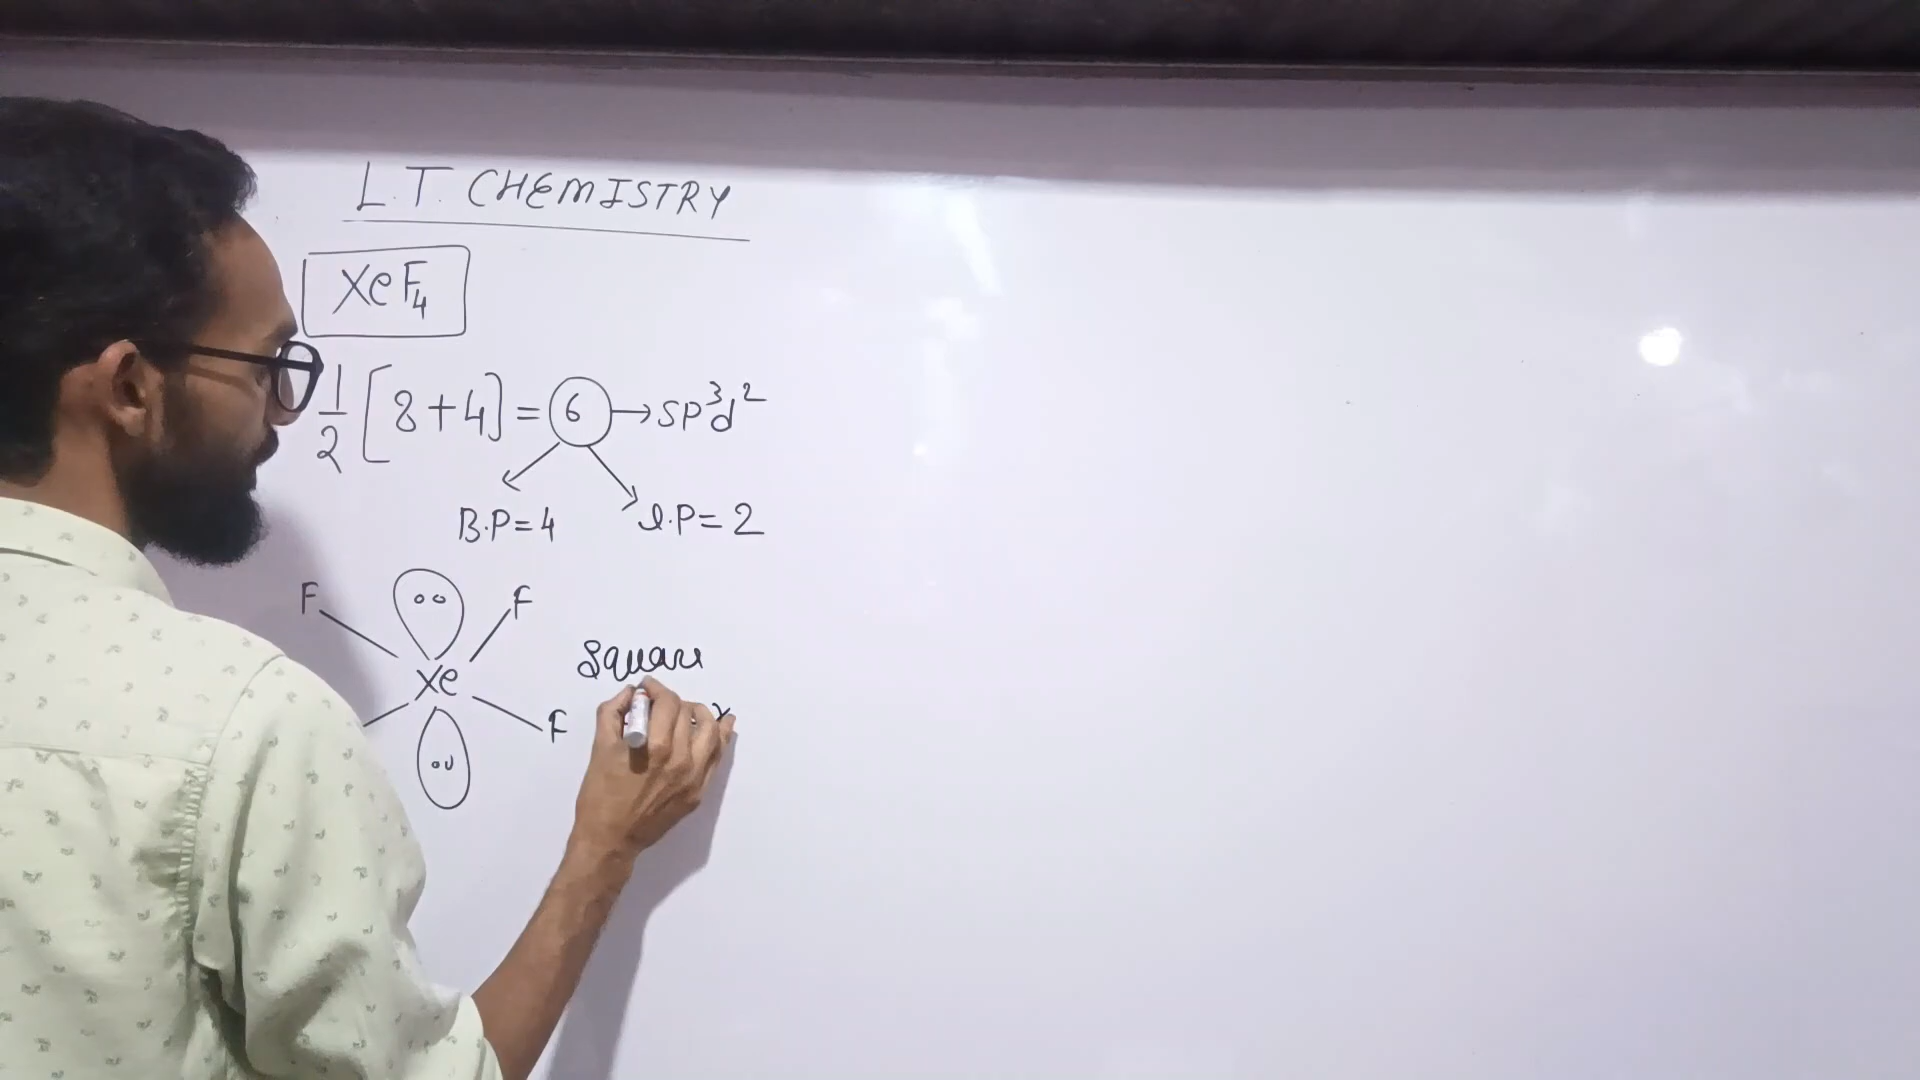 L.T. CHEMISTRY
XeF₄
1/2 [8+4] = 6 → sp³d²
B.P=4 l.P=2
F F
Xe
F
Square